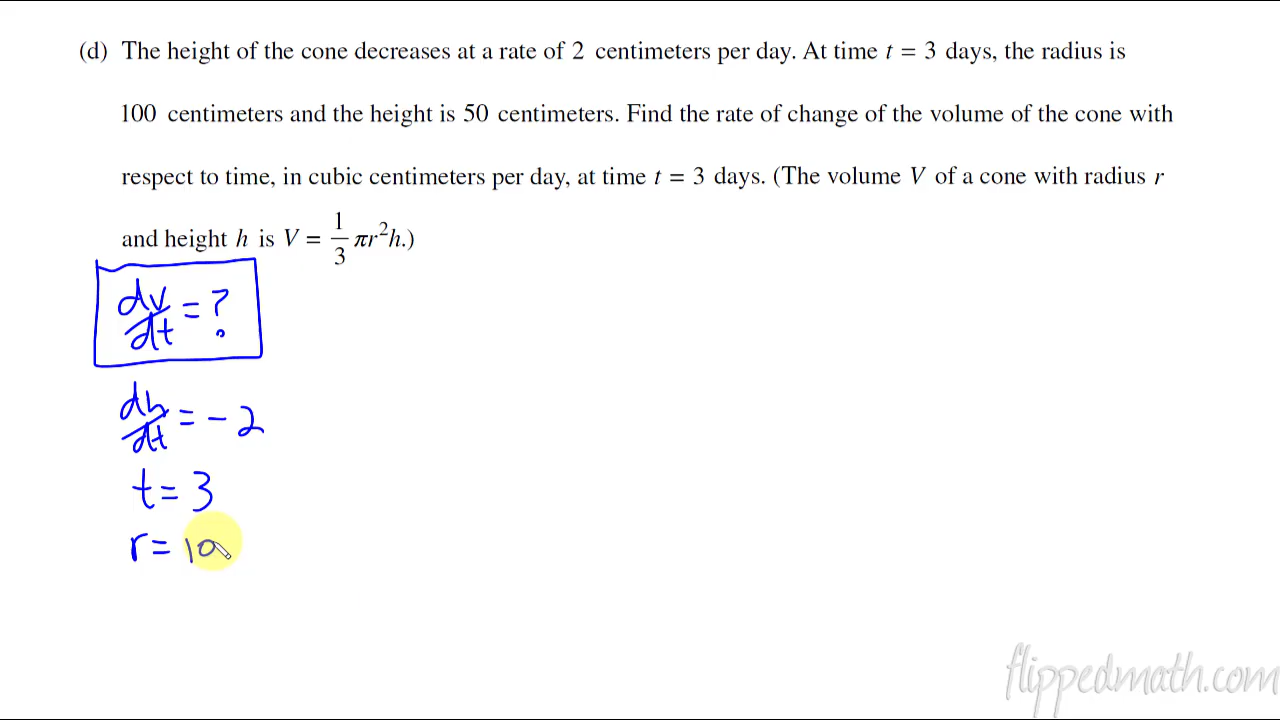 (d) The height of the cone decreases at a rate of 2 centimeters per day. At time t = 3 days, the radius is
100 centimeters and the height is 50 centimeters. Find the rate of change of the volume of the cone with
respect to time, in cubic centimeters per day, at time t = 3 days. (The volume V of a cone with radius r
and height h is V = 1/3 πr²h.)
dv/dt = ?
dh/dt = -2
t = 3
r = 10
flippedmath.com